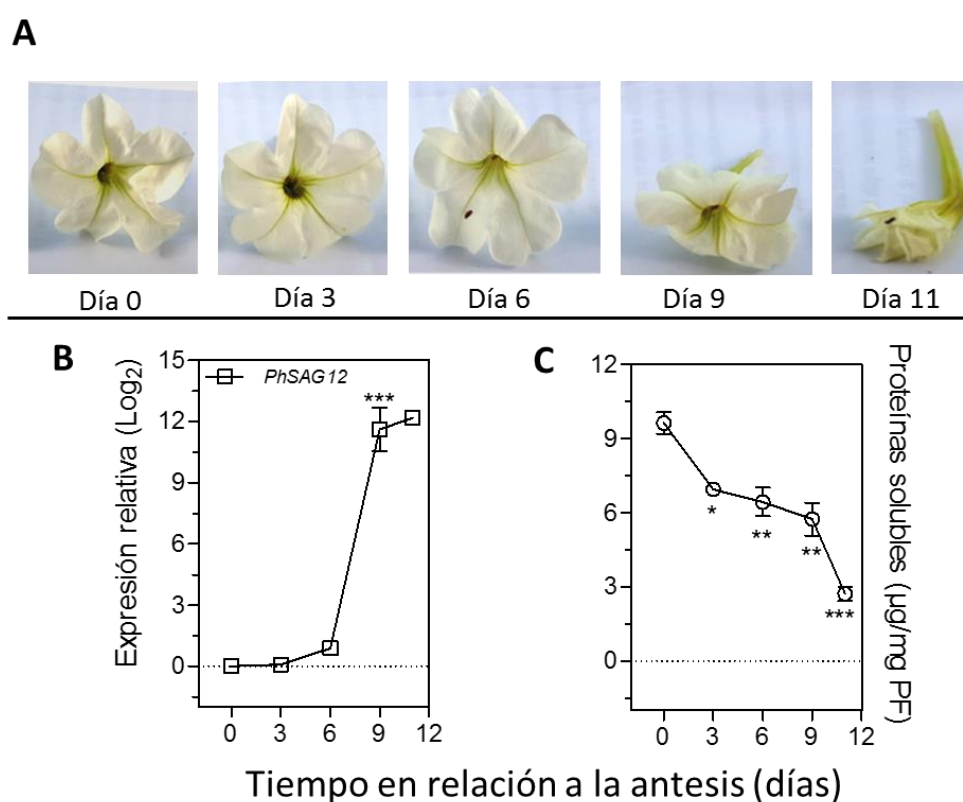 A
Día 0
Día 3
Día 6
Día 9
Día 11
B
Expresión relativa (Log2)
15
12
9
6
3
0
PhSAG12
***
0 3 6 9 12
C
12
9
6
3
0
*
**
**
***
0 3 6 9 12
Proteínas solubles (µg/mg PF)
Tiempo en relación a la antesis (días)